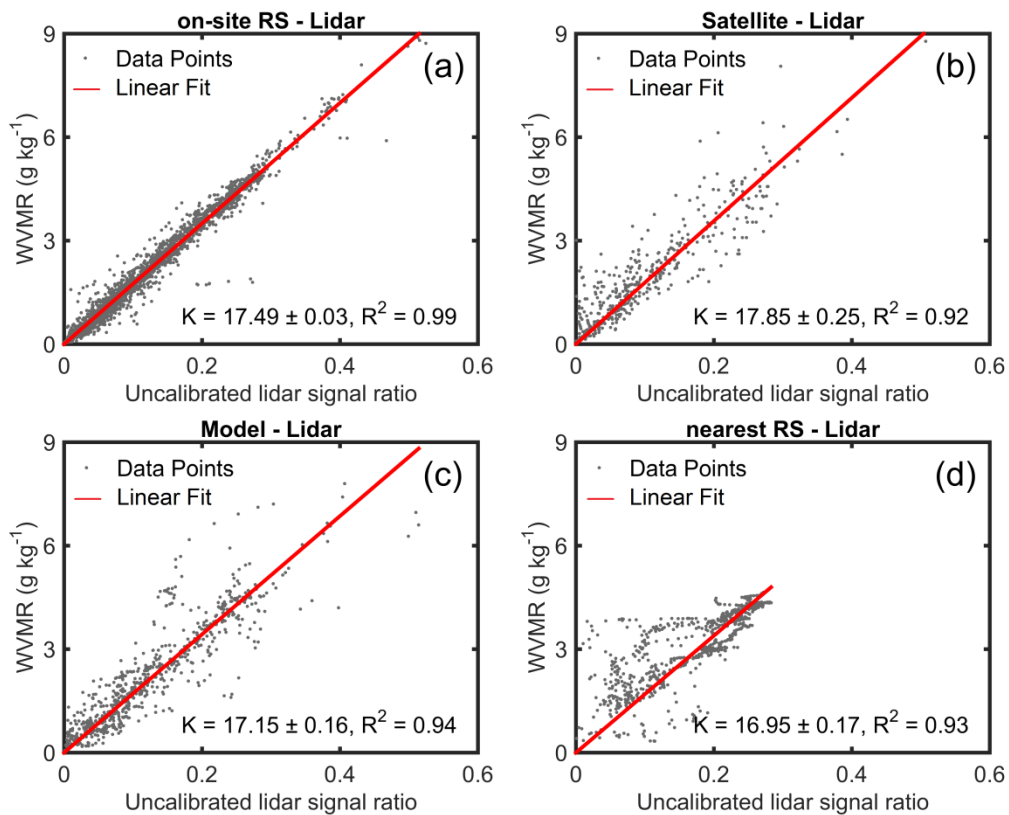 on-site RS - Lidar
9
6
3
0
WVMR (g kg⁻¹)
Data Points
Linear Fit
(a)
K = 17.49 ± 0.03, R² = 0.99
0 0.2 0.4 0.6
Uncalibrated lidar signal ratio
Satellite - Lidar
9
6
3
0
WVMR (g kg⁻¹)
Data Points
Linear Fit
(b)
K = 17.85 ± 0.25, R² = 0.92
0 0.2 0.4 0.6
Uncalibrated lidar signal ratio
Model - Lidar
9
6
3
0
WVMR (g kg⁻¹)
Data Points
Linear Fit
(c)
K = 17.15 ± 0.16, R² = 0.94
0 0.2 0.4 0.6
Uncalibrated lidar signal ratio
nearest RS - Lidar
9
6
3
0
WVMR (g kg⁻¹)
Data Points
Linear Fit
(d)
K = 16.95 ± 0.17, R² = 0.93
0 0.2 0.4 0.6
Uncalibrated lidar signal ratio